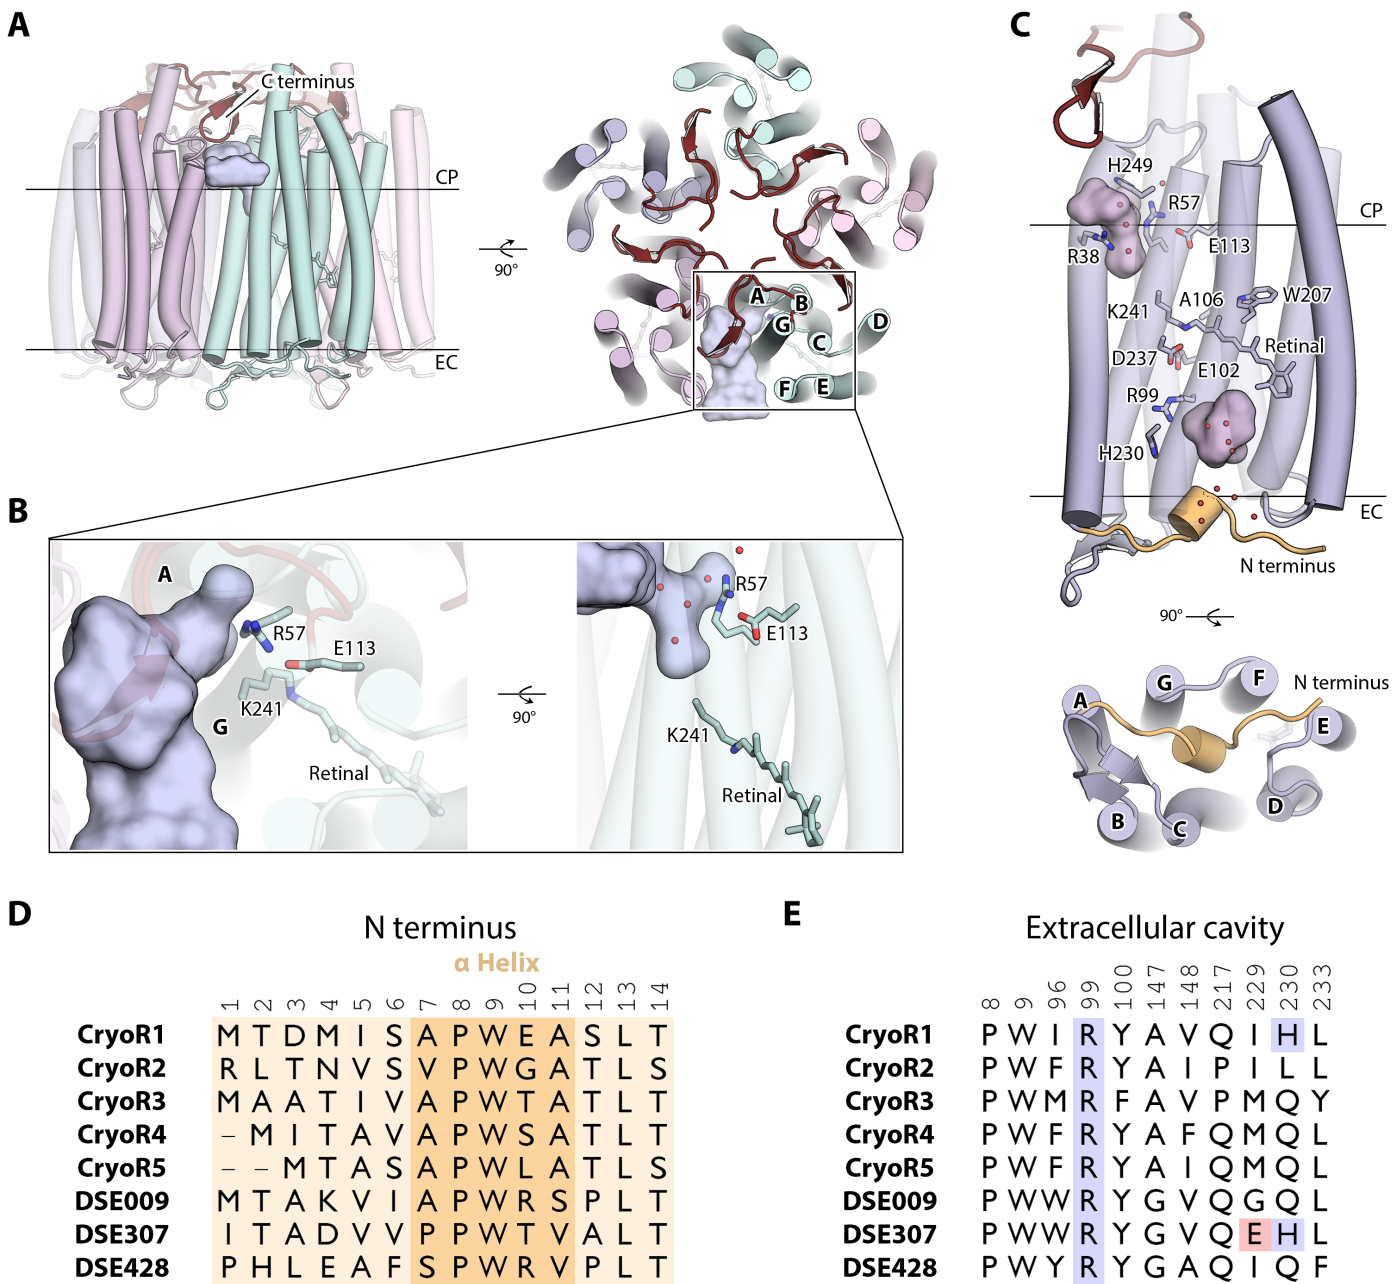 A
C terminus
CP
EC
90°
A
B
G
C
D
F
E
B
A
R57
E113
K241
G
Retinal
90°
R57
E113
K241
Retinal
C
H249
R57
CP
R38
E113
K241
A106
W207
D237
E102
Retinal
R99
H230
EC
N terminus
90°
A
G
F
N terminus
E
B
C
D
D
N terminus
α Helix
1 2 3 4 5 6 7 8 9 10 11 12 13 14
CryoR1 M T D M I S A P W E A S L T
CryoR2 R L T N V S V P W G A T L S
CryoR3 M A A T I V A P W T A T L T
CryoR4 – M I T A V A P W S A T L T
CryoR5 – – M T A S A P W L A T L S
DSE009 M T A K V I A P W R S P L T
DSE307 I T A D V V P P W T V A L T
DSE428 P H L E A F S P W R V P L T
E
Extracellular cavity
8 9 96 99 100 147 148 217 229 230 233
CryoR1 P W I R Y A V Q I H L
CryoR2 P W F R Y A I P I L L
CryoR3 P W M R F A V P M Q Y
CryoR4 P W F R Y A F Q M Q L
CryoR5 P W F R Y A I Q M Q L
DSE009 P W W R Y G V Q G Q L
DSE307 P W W R Y G V Q E H L
DSE428 P W Y R Y G A Q I Q F